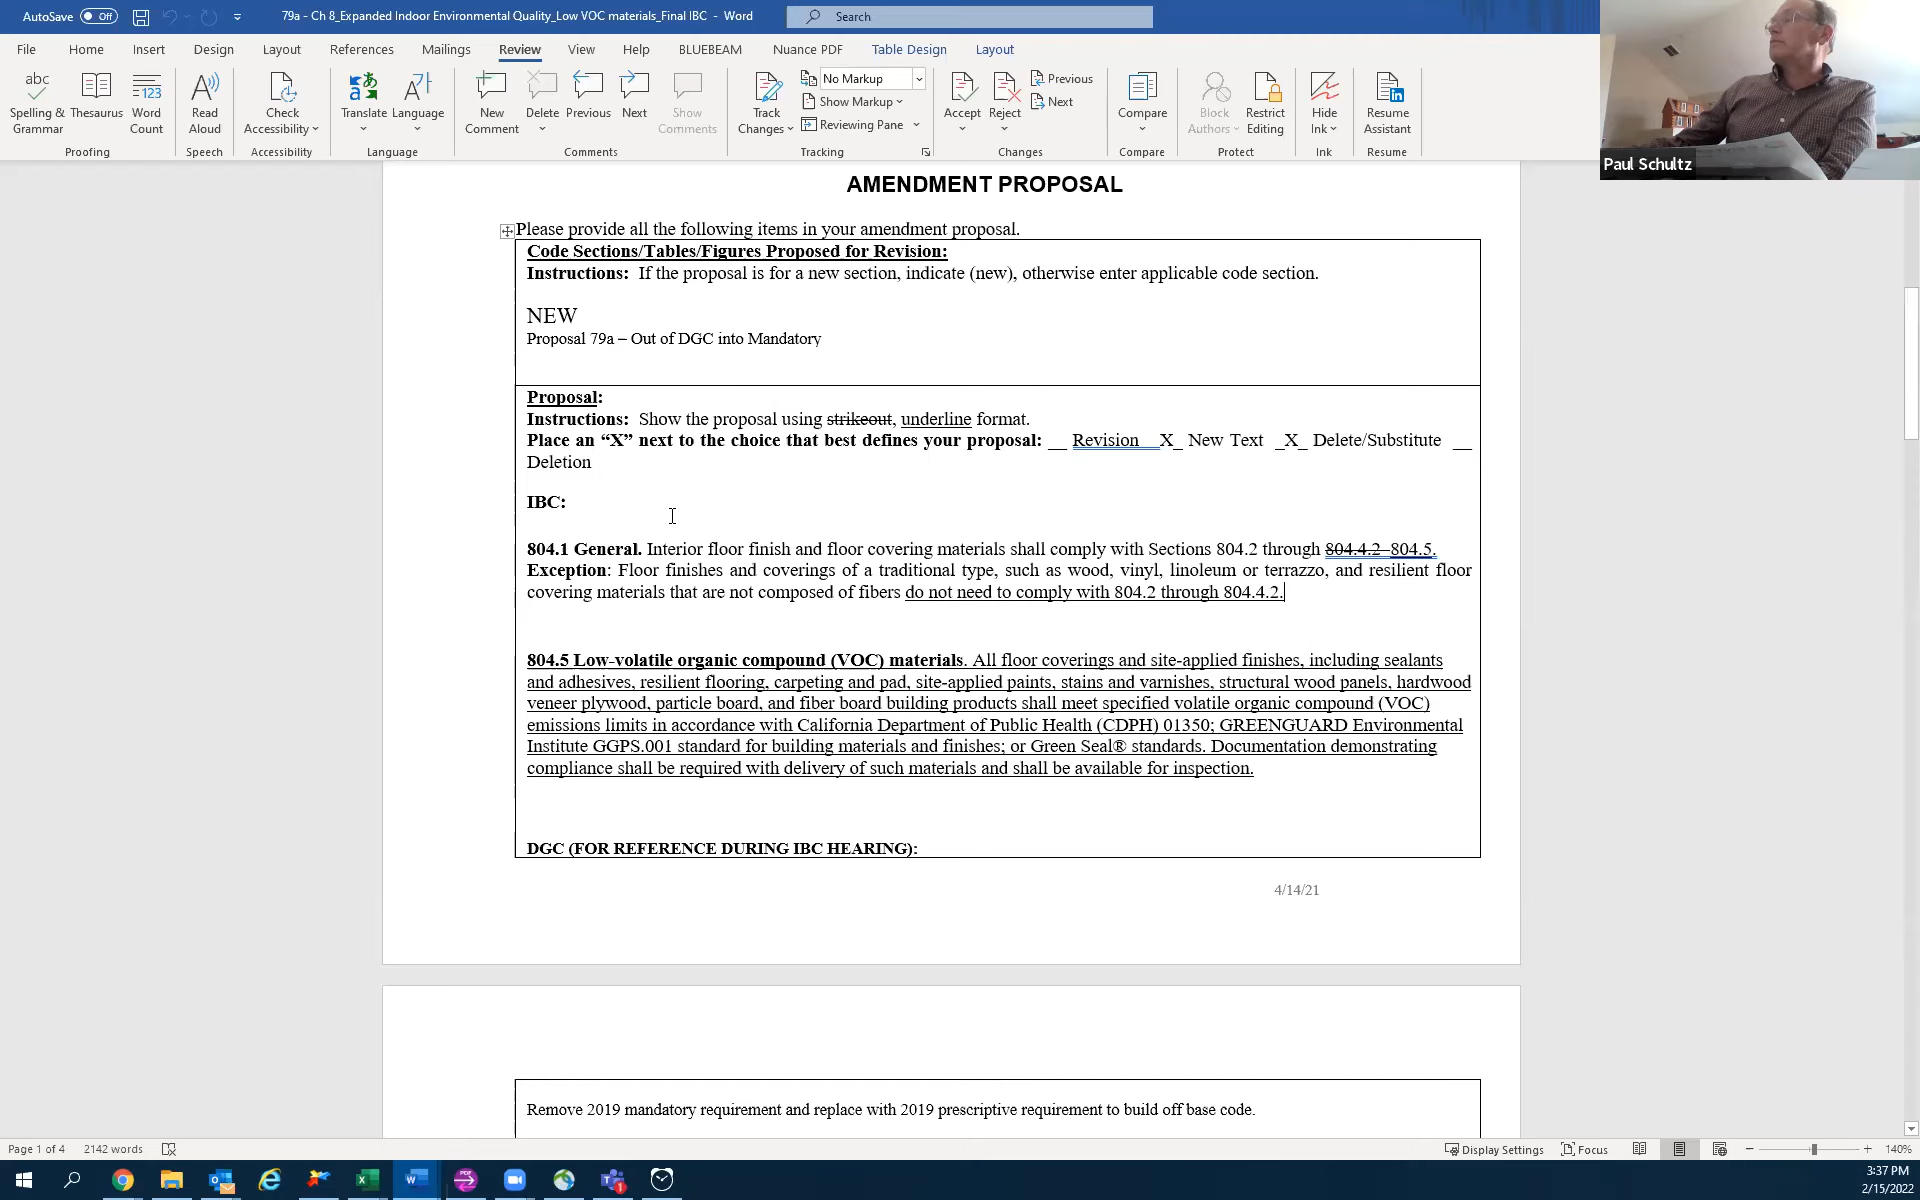 AutoSave Off 79a - Ch 8_Expanded Indoor Environmental Quality_Low VOC materials_Final IBC - Word Search
File Home Insert Design Layout References Mailings Review View Help BLUEBEAM Nuance PDF Table Design Layout
Spelling & Grammar
Thesaurus
Word Count
Proofing
Read Aloud
Speech
Check Accessibility
Accessibility
Translate
Language
Language
New Comment
Delete
Previous
Next
Show Comments
Comments
Track Changes
No Markup
Show Markup
Reviewing Pane
Tracking
Accept
Reject
Previous
Next
Changes
Compare
Compare
Block Authors
Restrict Editing
Protect
Hide Ink
Ink
Resume Assistant
Resume
Paul Schultz
AMENDMENT PROPOSAL
Please provide all the following items in your amendment proposal.
Code Sections/Tables/Figures Proposed for Revision:
Instructions: If the proposal is for a new section, indicate (new), otherwise enter applicable code section.
NEW
Proposal 79a – Out of DGC into Mandatory
Proposal:
Instructions: Show the proposal using strikeout, underline format.
Place an “X” next to the choice that best defines your proposal: __ Revision __X_ New Text _X_ Delete/Substitute __
Deletion
IBC:
804.1 General. Interior floor finish and floor covering materials shall comply with Sections 804.2 through 804.4.2 804.5.
Exception: Floor finishes and coverings of a traditional type, such as wood, vinyl, linoleum or terrazzo, and resilient floor
covering materials that are not composed of fibers do not need to comply with 804.2 through 804.4.2.
804.5 Low-volatile organic compound (VOC) materials. All floor coverings and site-applied finishes, including sealants
and adhesives, resilient flooring, carpeting and pad, site-applied paints, stains and varnishes, structural wood panels, hardwood
veneer plywood, particle board, and fiber board building products shall meet specified volatile organic compound (VOC)
emissions limits in accordance with California Department of Public Health (CDPH) 01350; GREENGUARD Environmental
Institute GGPS.001 standard for building materials and finishes; or Green Seal® standards. Documentation demonstrating
compliance shall be required with delivery of such materials and shall be available for inspection.
DGC (FOR REFERENCE DURING IBC HEARING):
4/14/21
Remove 2019 mandatory requirement and replace with 2019 prescriptive requirement to build off base code.
Page 1 of 4 2142 words Display Settings Focus 140%
3:37 PM
2/15/2022